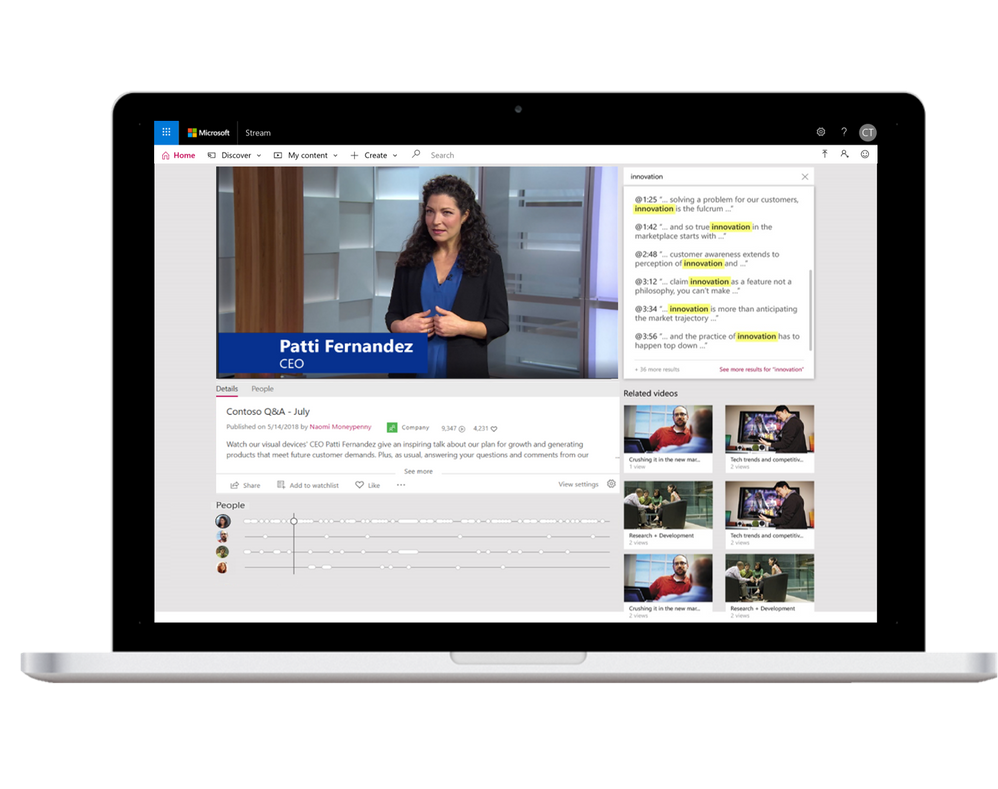 Microsoft Stream ? CT
Home Discover My content Create Search
innovation
@1:25 "... solving a problem for our customers,
innovation is the fulcrum ..."
@1:42 "... and so true innovation in the
marketplace starts with ..."
@2:48 "... customer awareness extends to
perception of innovation and ..."
@3:12 "... claim innovation as a feature not a
philosophy, you can't make ..."
@3:34 "... innovation is more than anticipating
the market trajectory ..."
@3:56 "... and the practice of innovation has to
happen top down ..."
+ 36 more results See more results for "innovation"
Patti Fernandez
CEO
Details People
Contoso Q&A - July
Published on 5/14/2018 by Naomi Moneypenny Company 9,347 4,231
Watch our visual devices' CEO Patti Fernandez give an inspiring talk about our plan for growth and generating
products that meet future customer demands. Plus, as usual, answering your questions and comments from our
See more
Share Add to watchlist Like ... View settings
People
Related videos
Crushing it in the new mar...
1 view
Tech trends and competitiv...
2 views
Research + Development
2 views
Tech trends and competitiv...
2 views
Crushing it in the new mar...
2 views
Research + Development
2 views